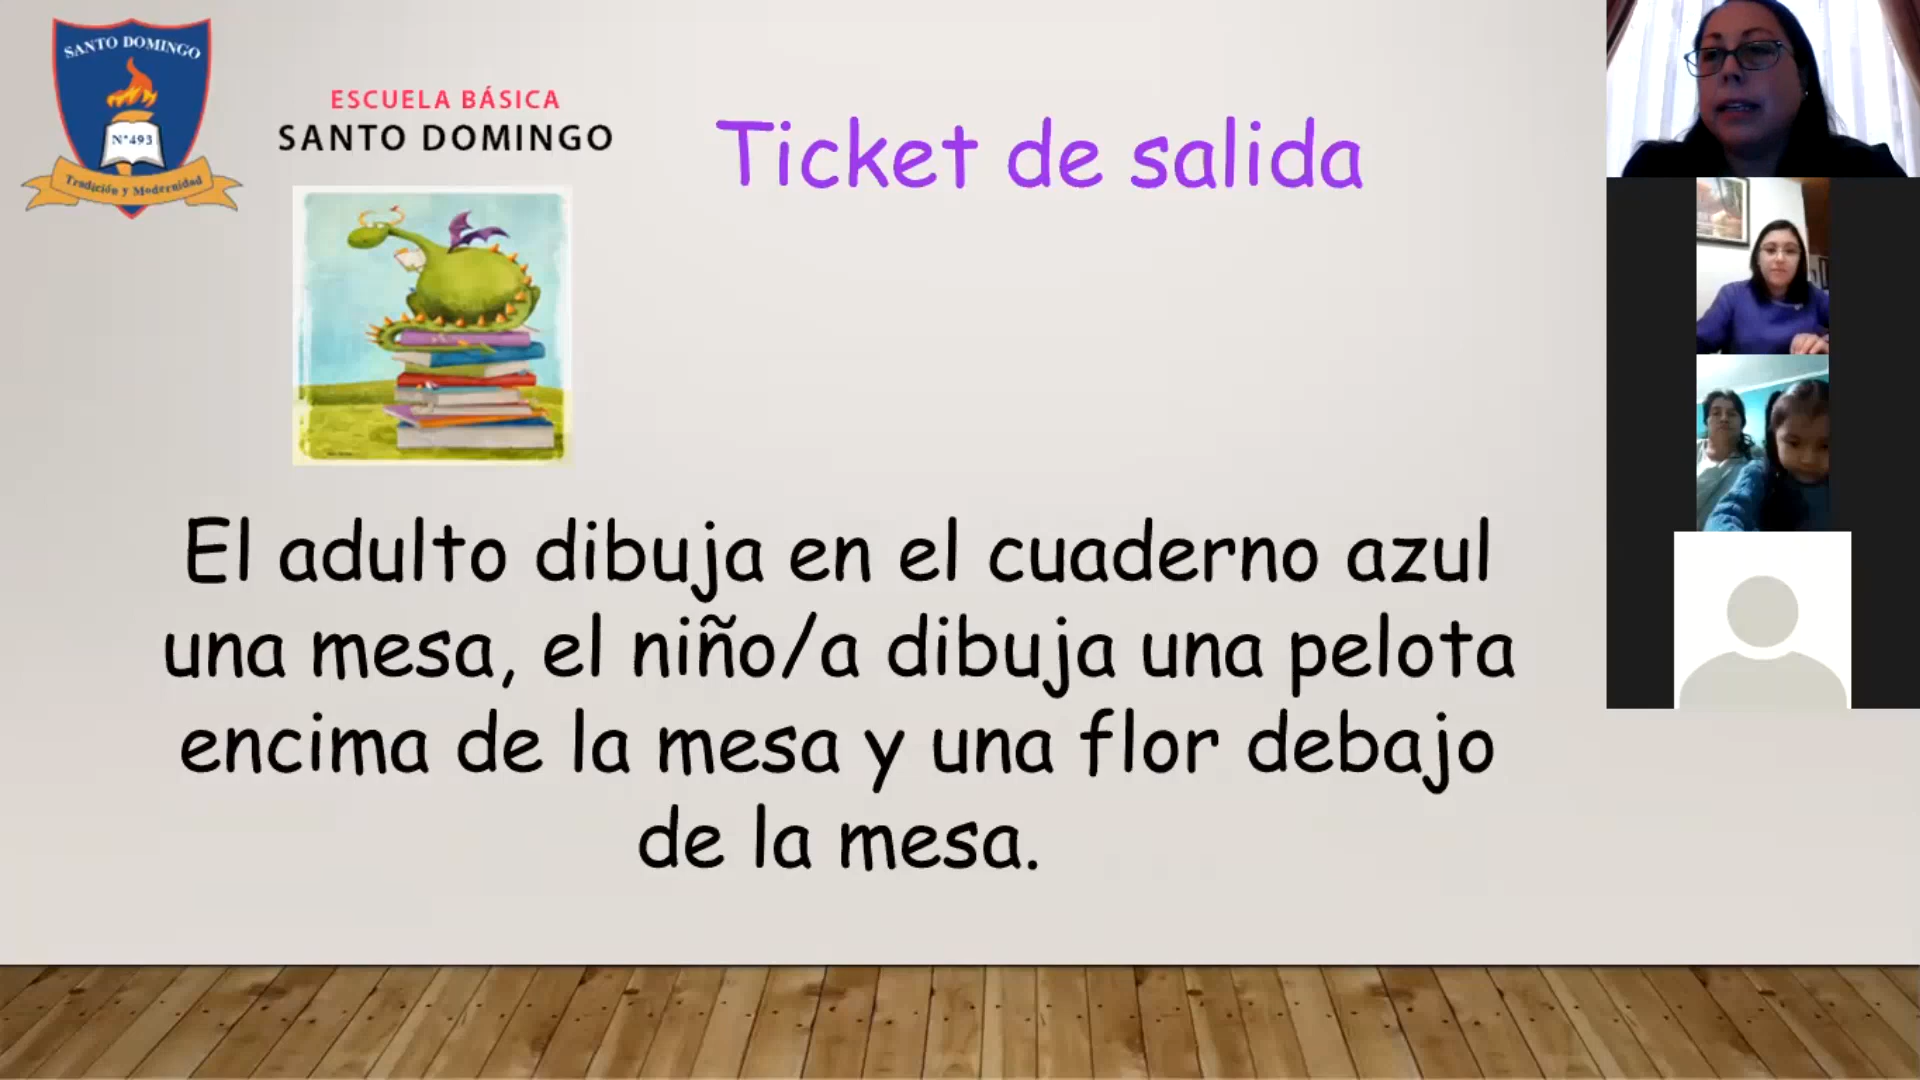 SANTO DOMINGO
N°493
Tradición y Modernidad
ESCUELA BÁSICA
SANTO DOMINGO
Ticket de salida
El adulto dibuja en el cuaderno azul
una mesa, el niño/a dibuja una pelota
encima de la mesa y una flor debajo
de la mesa.